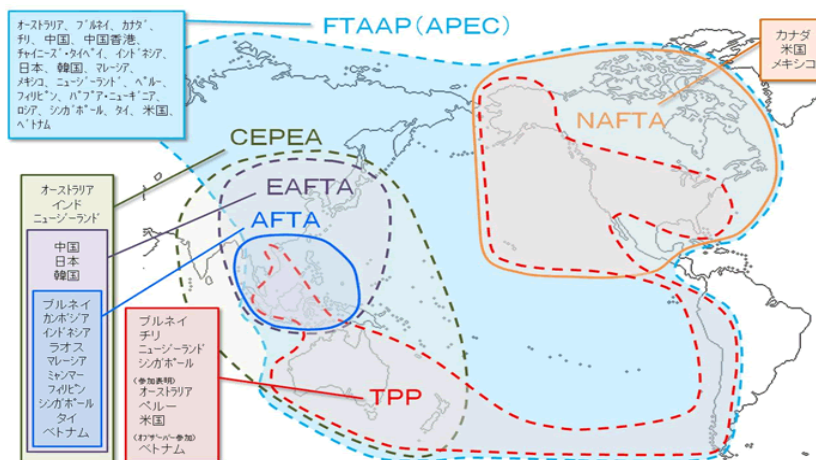 オーストラリア、ブルネイ、カナダ、
チリ、中国、中国香港、
チャイニーズ・タイペイ、インドネシア、
日本、韓国、マレーシア、
メキシコ、ニュージーランド、ペルー、
フィリピン、パプア・ニューギニア、
ロシア、シンガポール、タイ、米国、
ベトナム
FTAAP(APEC)
カナダ
米国
メキシコ
NAFTA
CEPEA
EAFTA
AFTA
オーストラリア
インド
ニュージーランド
中国
日本
韓国
ブルネイ
カンボジア
インドネシア
ラオス
マレーシア
ミャンマー
フィリピン
シンガポール
タイ
ベトナム
ブルネイ
チリ
ニュージーランド
シンガポール
(参加表明)
オーストラリア
ペルー
米国
(オブザーバー参加)
ベトナム
TPP